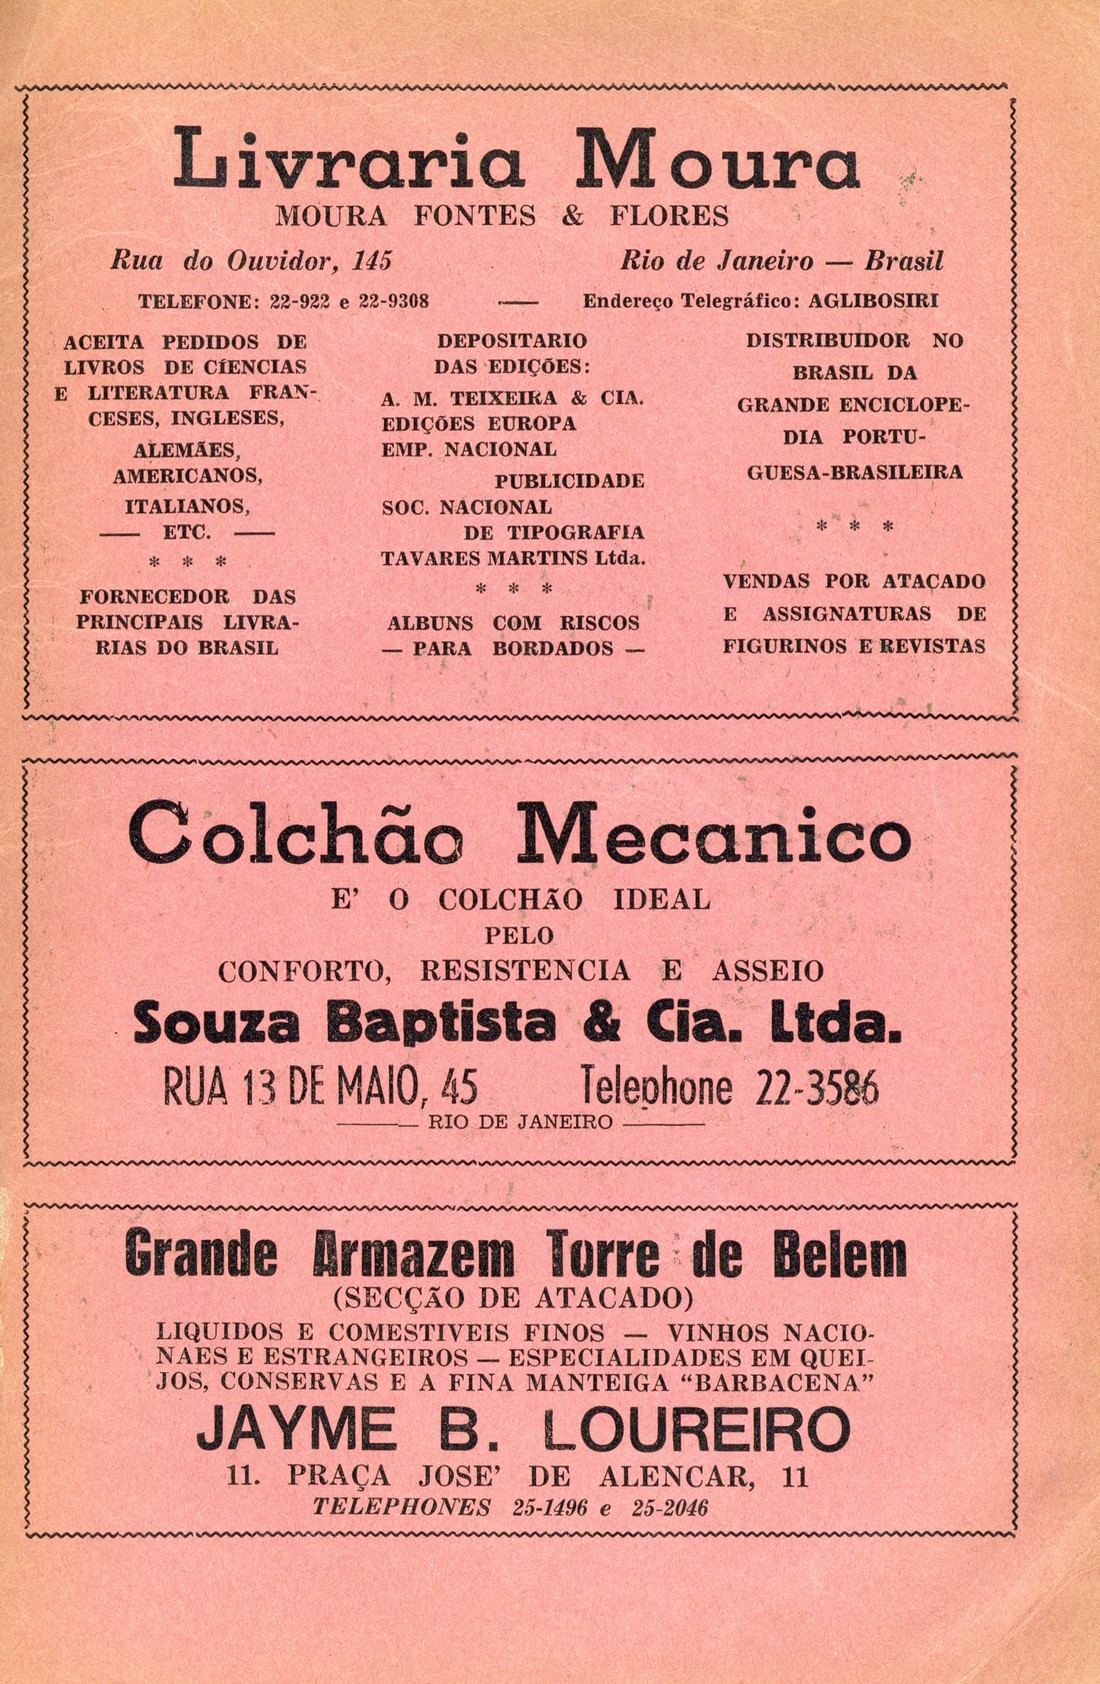 Livraria Moura
MOURA FONTES & FLORES
Rua do Ouvidor, 145
Rio de Janeiro — Brasil
TELEFONE: 22-922 e 22-9308 — Endereço Telegráfico: AGLIBOSIRI
ACEITA PEDIDOS DE
LIVROS DE CÍENCIAS
E LITERATURA FRAN-
CESES, INGLESES,
ALEMÃES,
AMERICANOS,
ITALIANOS,
— ETC. —
* * *
FORNECEDOR DAS
PRINCIPAIS LIVRA-
RIAS DO BRASIL
DEPOSITARIO
DAS EDIÇÕES:
A. M. TEIXEIRA & CIA.
EDIÇÕES EUROPA
EMP. NACIONAL
PUBLICIDADE
SOC. NACIONAL
DE TIPOGRAFIA
TAVARES MARTINS Ltda.
* * *
ALBUNS COM RISCOS
— PARA BORDADOS —
DISTRIBUIDOR NO
BRASIL DA
GRANDE ENCICLOPE-
DIA PORTU-
GUESA-BRASILEIRA
* * *
VENDAS POR ATACADO
E ASSIGNATURAS DE
FIGURINOS E REVISTAS
Colchão Mecanico
E' O COLCHÃO IDEAL
PELO
CONFORTO, RESISTENCIA E ASSEIO
Souza Baptista & Cia. Ltda.
RUA 13 DE MAIO, 45 Telephone 22-3586
— RIO DE JANEIRO —
Grande Armazem Torre de Belem
(SECÇÃO DE ATACADO)
LIQUIDOS E COMESTIVEIS FINOS — VINHOS NACIO-
NAES E ESTRANGEIROS — ESPECIALIDADES EM QUEI-
JOS, CONSERVAS E A FINA MANTEIGA "BARBACENA"
JAYME B. LOUREIRO
11. PRAÇA JOSE' DE ALENCAR, 11
TELEPHONES 25-1496 e 25-2046